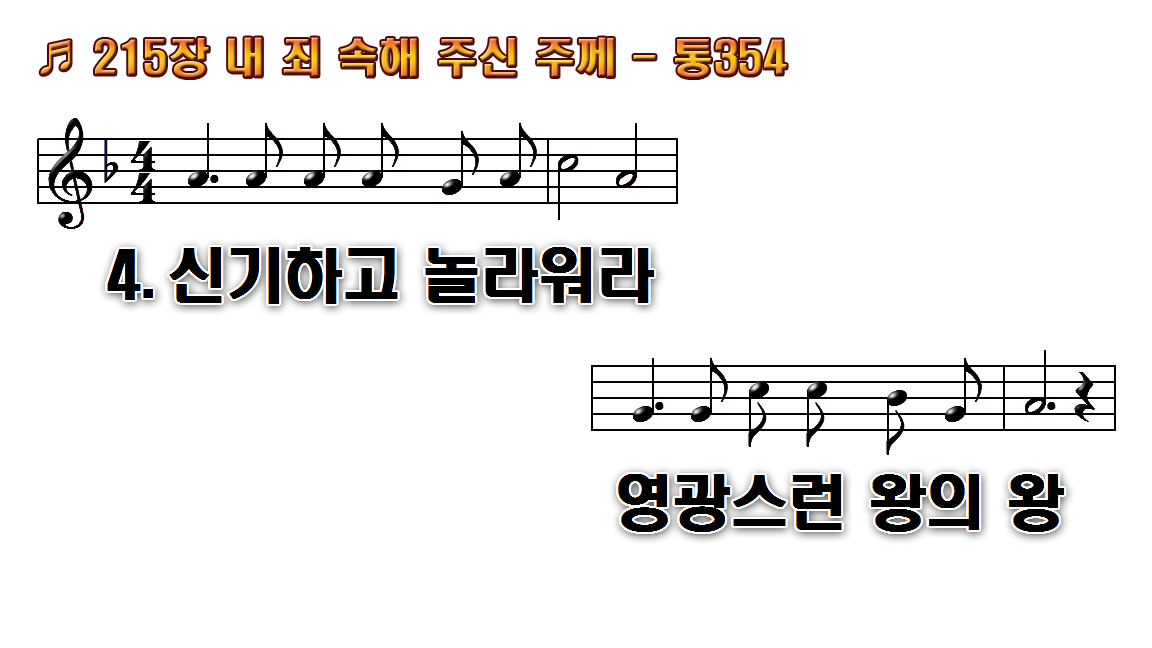 ♬ 215장 내 죄 속해 주신 주께 - 통354
4. 신기하고 놀라워라
영광스런 왕의 왕